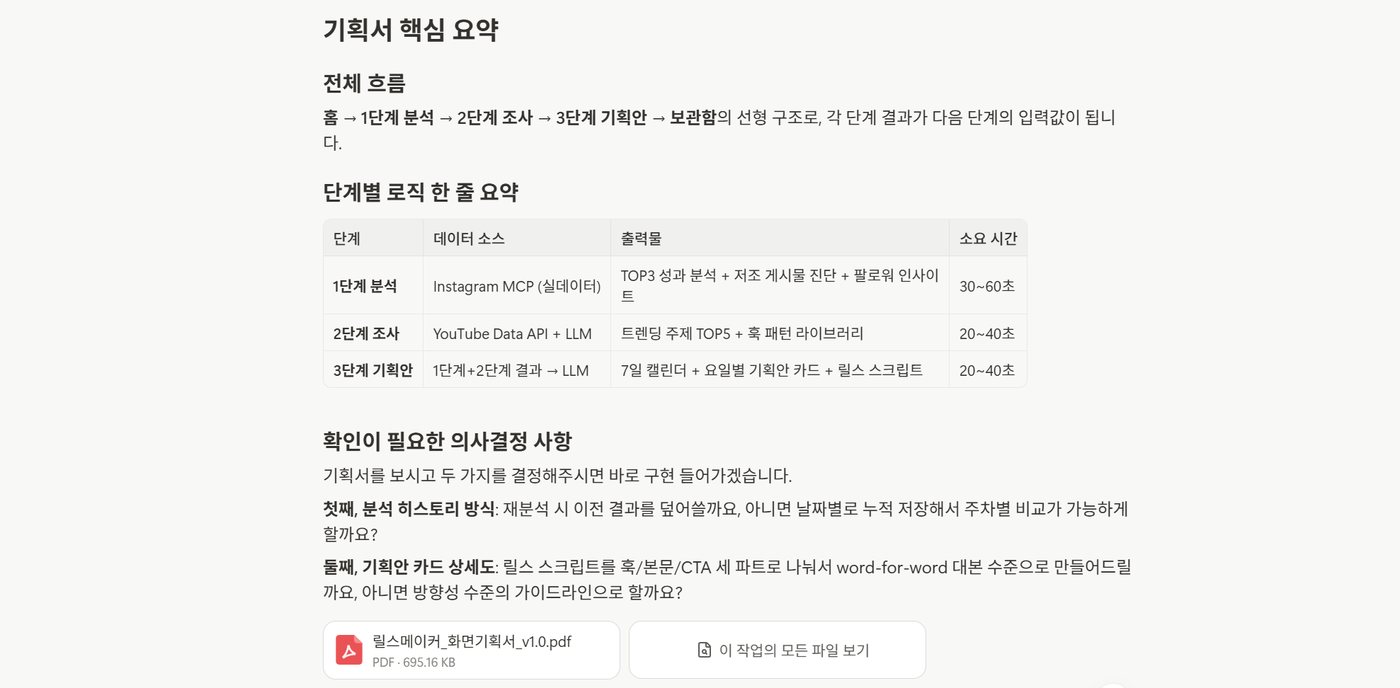 기획서 핵심 요약
전체 흐름
홈 → 1단계 분석 → 2단계 조사 → 3단계 기획안 → 보관함의 선형 구조로, 각 단계 결과가 다음 단계의 입력값이 됩니
다.
단계별 로직 한 줄 요약
단계 데이터 소스 출력물 소요 시간
1단계 분석 Instagram MCP (실데이터) TOP3 성과 분석 + 저조 게시물 진단 + 팔로워 인사이
트 30~60초
2단계 조사 YouTube Data API + LLM 트렌딩 주제 TOP5 + 훅 패턴 라이브러리 20~40초
3단계 기획안 1단계+2단계 결과 → LLM 7일 캘린더 + 요일별 기획안 카드 + 릴스 스크립트 20~40초
확인이 필요한 의사결정 사항
기획서를 보시고 두 가지를 결정해주시면 바로 구현 들어가겠습니다.
첫째, 분석 히스토리 방식: 재분석 시 이전 결과를 덮어쓸까요, 아니면 날짜별로 누적 저장해서 주차별 비교가 가능하게
할까요?
둘째, 기획안 카드 상세도: 릴스 스크립트를 훅/본문/CTA 세 파트로 나눠서 word-for-word 대본 수준으로 만들어드릴
까요, 아니면 방향성 수준의 가이드라인으로 할까요?
릴스메이커_화면기획서_v1.0.pdf
PDF · 695.16 KB
이 작업의 모든 파일 보기